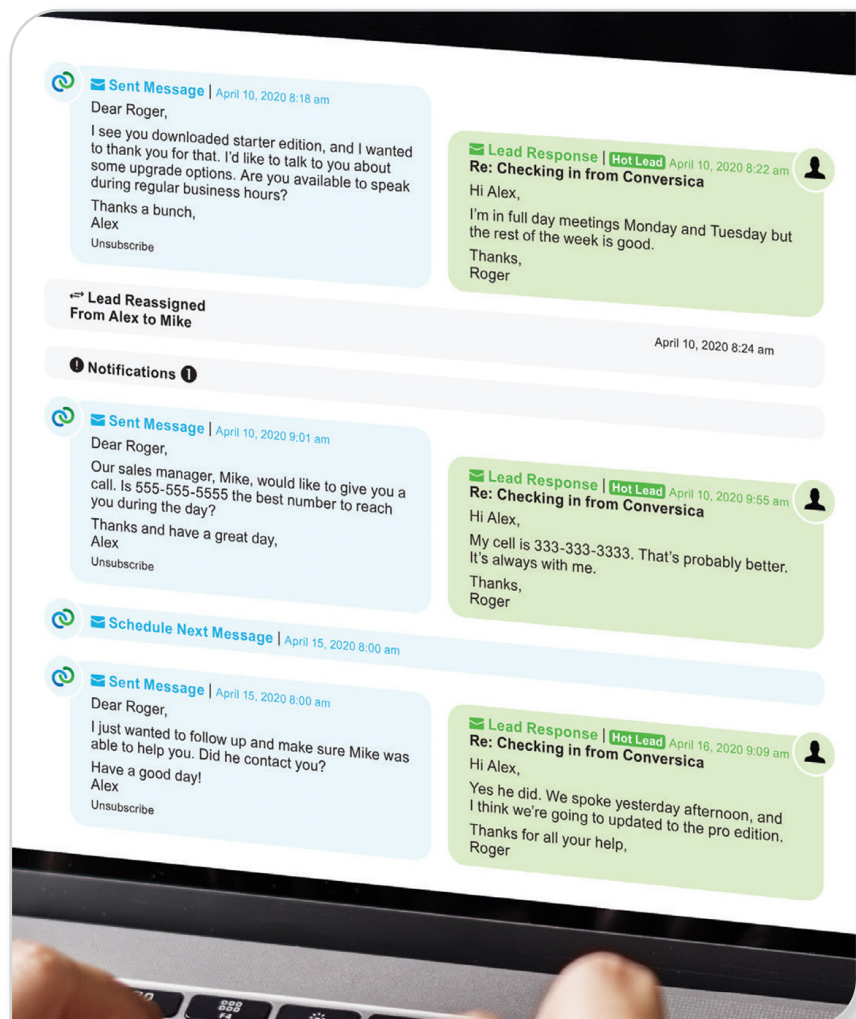 Sent Message | April 10, 2020 8:18 am
Dear Roger,
I see you downloaded starter edition, and I wanted
to thank you for that. I'd like to talk to you about
some upgrade options. Are you available to speak
during regular business hours?
Thanks a bunch,
Alex
Unsubscribe
Lead Response | Hot Lead April 10, 2020 8:22 am
Re: Checking in from Conversica
Hi Alex,
I'm in full day meetings Monday and Tuesday but
the rest of the week is good.
Thanks,
Roger
Lead Reassigned
From Alex to Mike
April 10, 2020 8:24 am
Notifications 1
Sent Message | April 10, 2020 9:01 am
Dear Roger,
Our sales manager, Mike, would like to give you a
call. Is 555-555-5555 the best number to reach
you during the day?
Thanks and have a great day,
Alex
Unsubscribe
Lead Response | Hot Lead April 10, 2020 9:55 am
Re: Checking in from Conversica
Hi Alex,
My cell is 333-333-3333. That's probably better.
It's always with me.
Thanks,
Roger
Schedule Next Message | April 15, 2020 8:00 am
Sent Message | April 15, 2020 8:00 am
Dear Roger,
I just wanted to follow up and make sure Mike was
able to help you. Did he contact you?
Have a good day!
Alex
Unsubscribe
Lead Response | Hot Lead April 16, 2020 9:09 am
Re: Checking in from Conversica
Hi Alex,
Yes he did. We spoke yesterday afternoon, and
I think we're going to updated to the pro edition.
Thanks for all your help,
Roger
F4